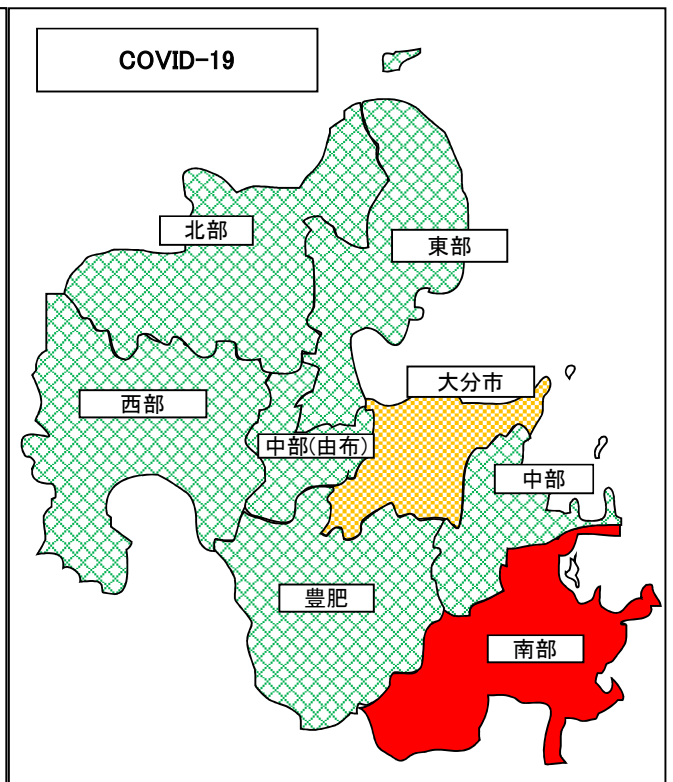 COVID-19
北部
東部
大分市
西部
中部(由布)
中部
豊肥
南部